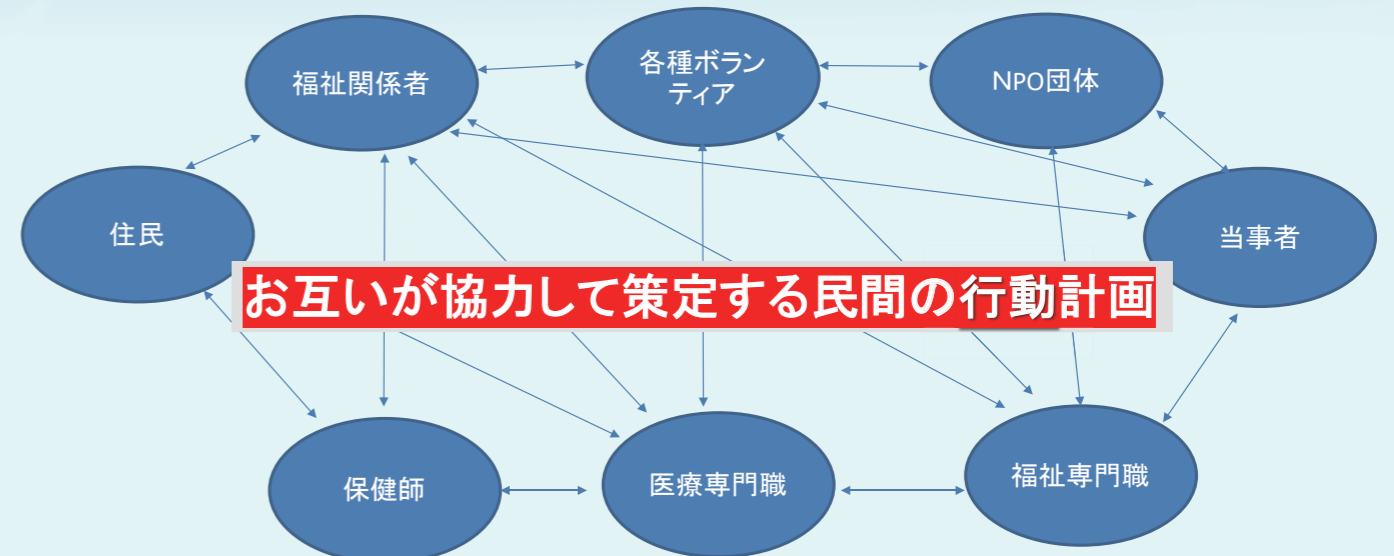 福祉関係者
各種ボラン
ティア
NPO団体
住民
当事者
お互いが協力して策定する民間の行動計画
保健師
医療専門職
福祉専門職